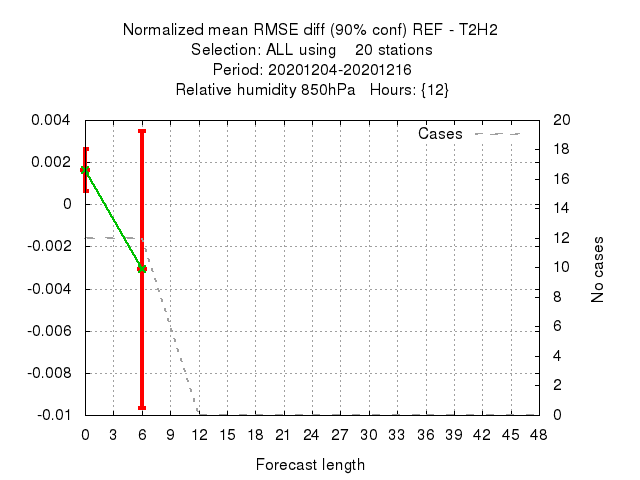 Normalized mean RMSE diff (90% conf) REF - T2H2
Selection: ALL using    20 stations
Period: 20201204-20201216
Relative humidity 850hPa   Hours: {12}
0.004
0.002
0
-0.002
-0.004
-0.006
-0.008
-0.01
Cases
20
18
16
14
12
10
8
6
4
2
0
No cases
0 3 6 9 12 15 18 21 24 27 30 33 36 39 42 45 48
Forecast length